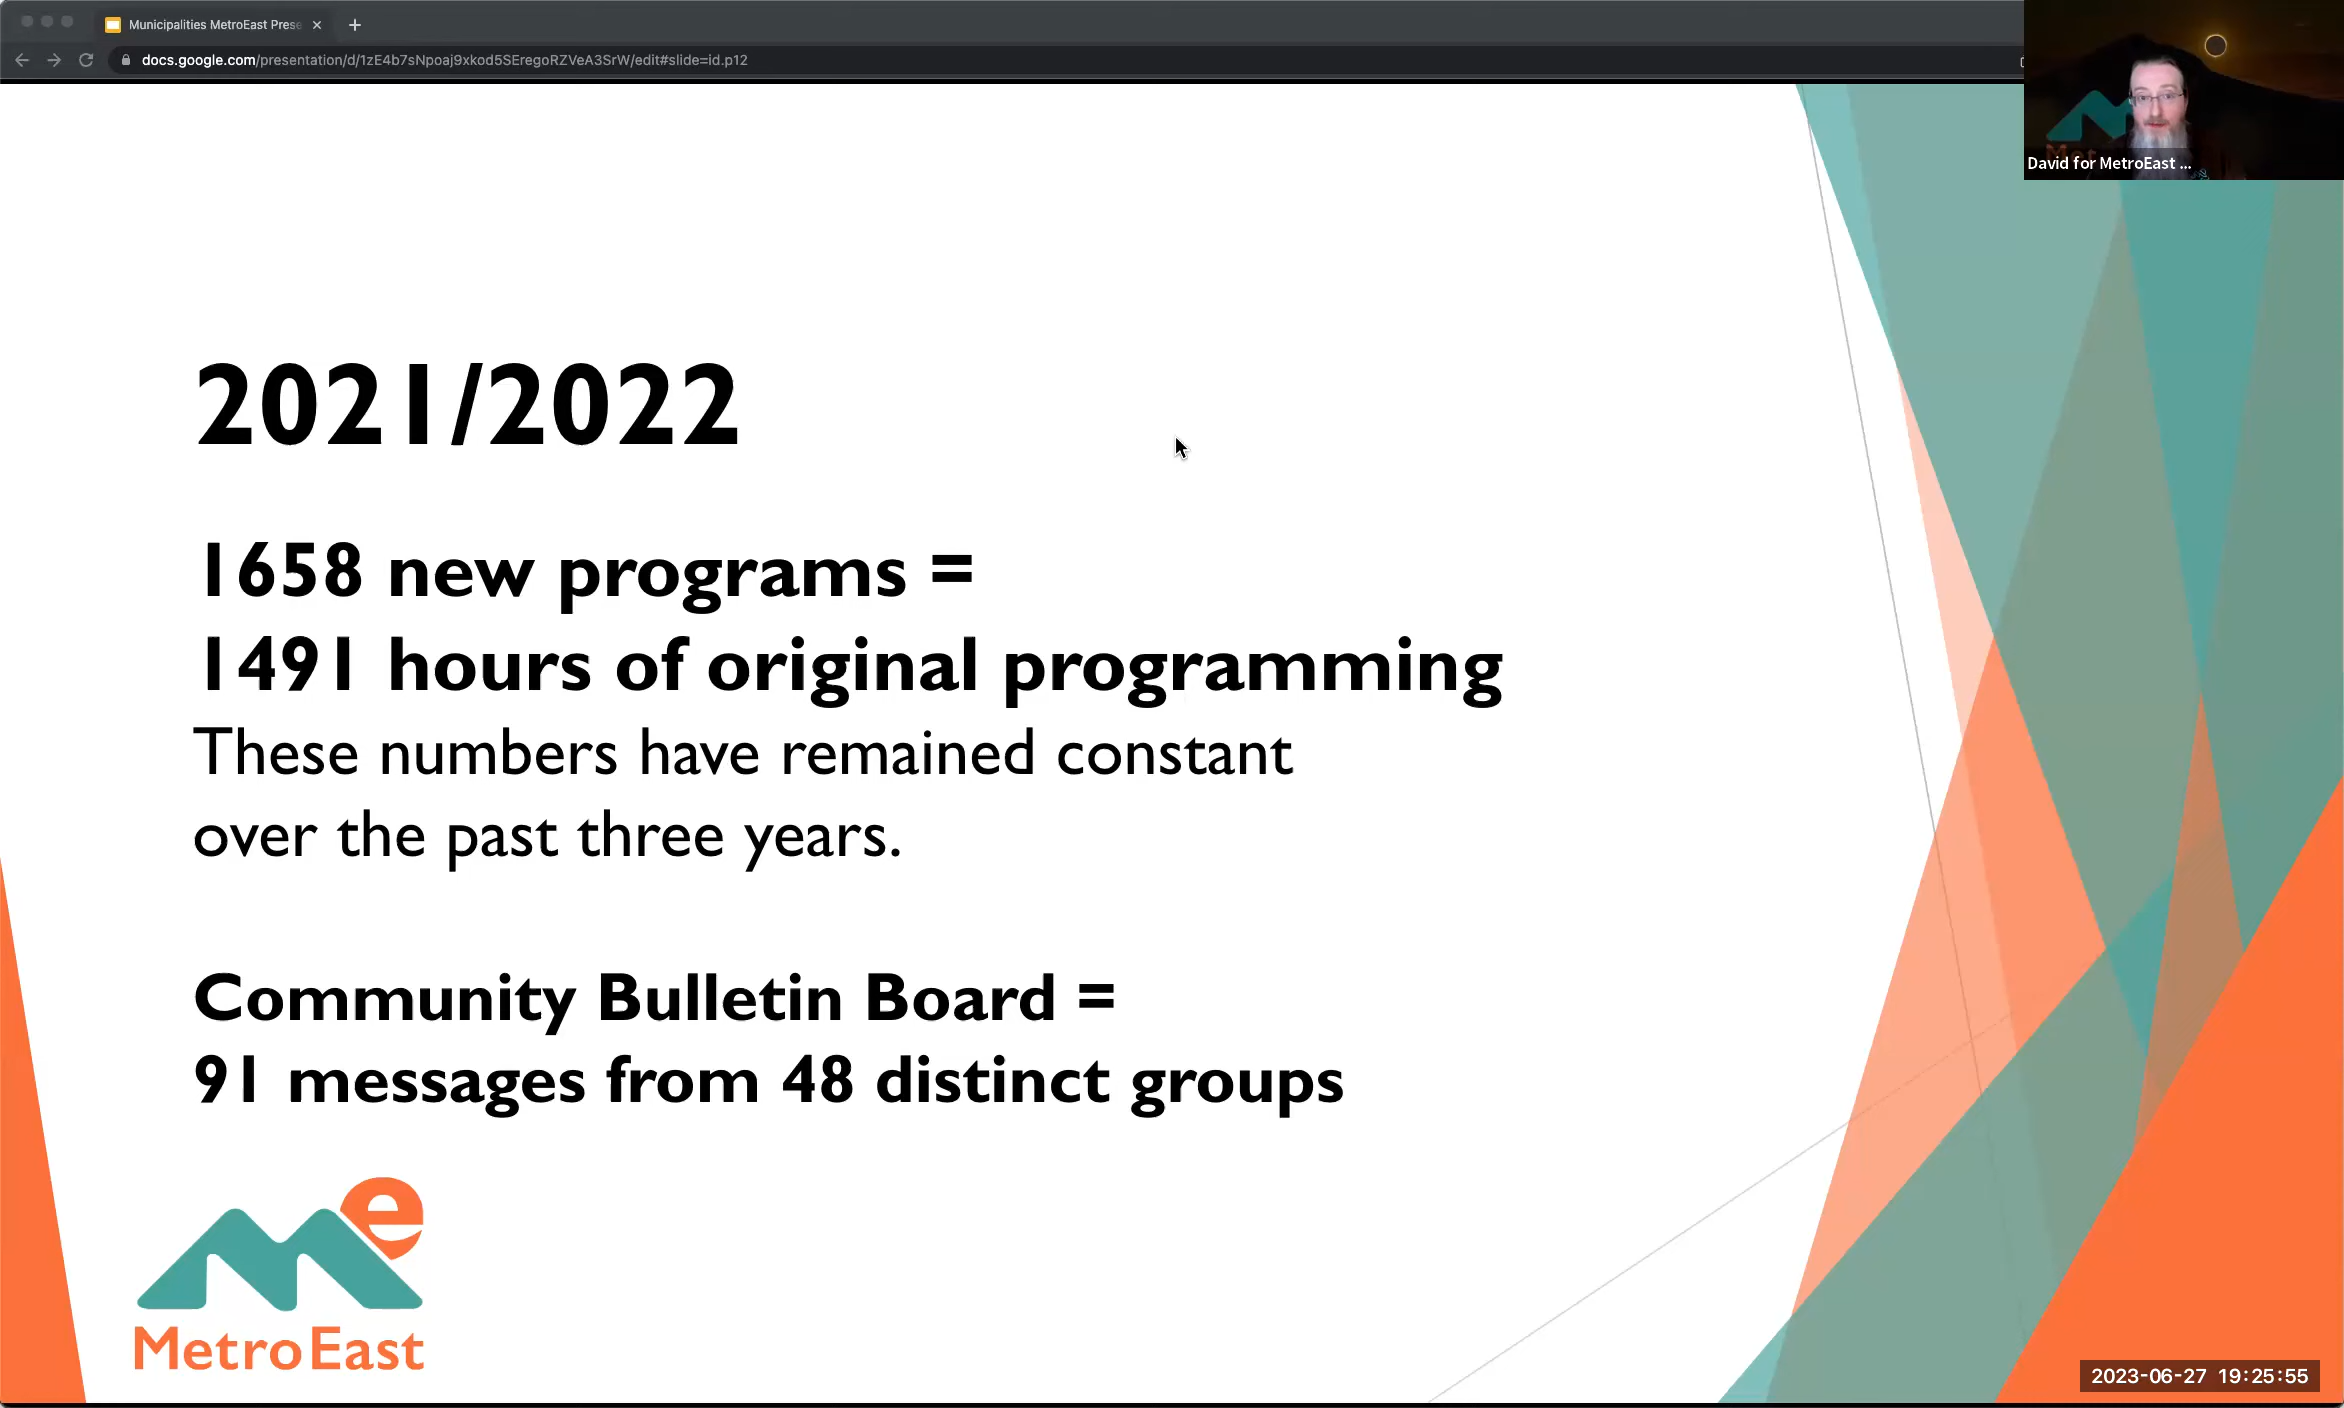 Municipalities MetroEast Prese
docs.google.com/presentation/d/1zE4b7sNpoaj9xkod5SEregoRZVeA3SrW/edit#slide=id.p12
David for MetroEast ...
2021/2022
1658 new programs =
1491 hours of original programming
These numbers have remained constant
over the past three years.
Community Bulletin Board =
91 messages from 48 distinct groups
Me
MetroEast
2023-06-27 19:25:55